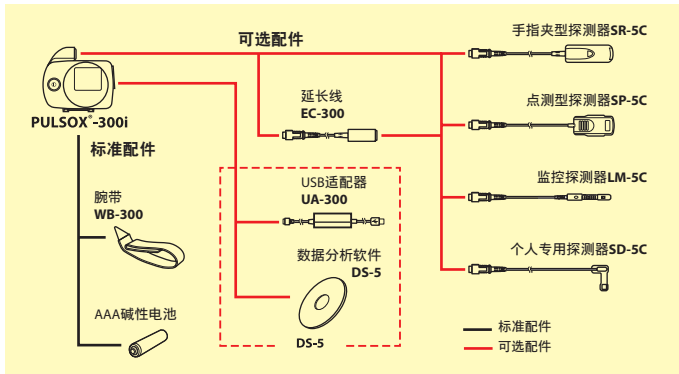 可选配件
手指夹型探测器SR-5C
PULSOX®-300i
延长线
EC-300
点测型探测器SP-5C
标准配件
腕带
WB-300
USB适配器
UA-300
监控探测器LM-5C
数据分析软件
DS-5
个人专用探测器SD-5C
AAA碱性电池
DS-5
标准配件
可选配件